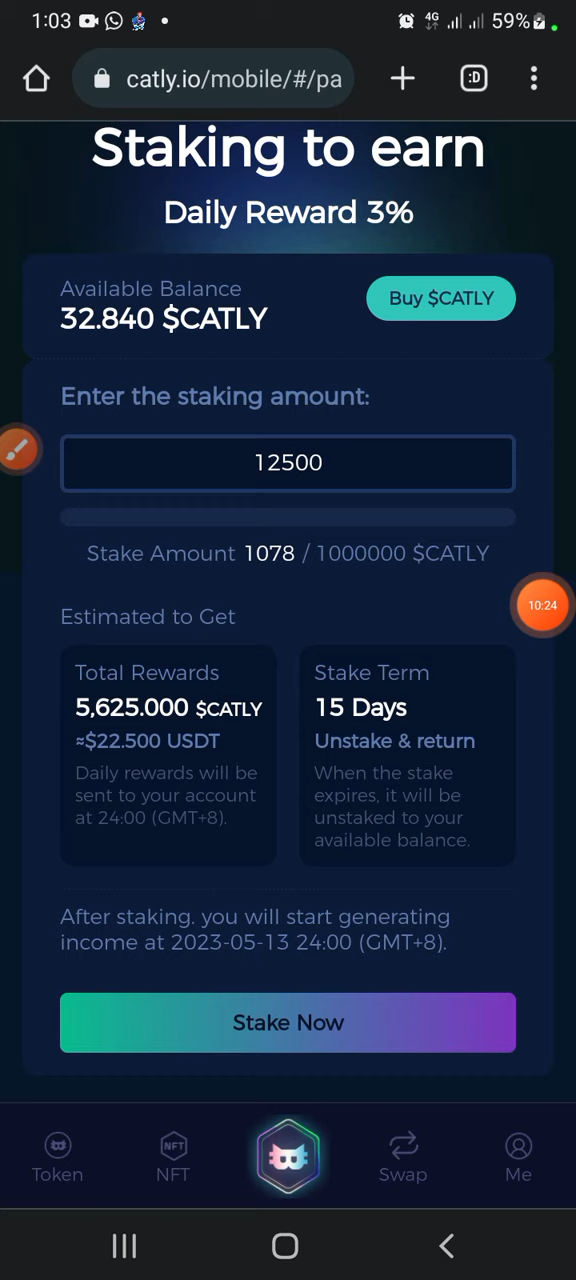 1:03
4G 59%
catly.io/mobile/#/pa
:D
Staking to earn
Daily Reward 3%
Available Balance
32.840 $CATLY
Buy $CATLY
Enter the staking amount:
12500
Stake Amount 1078 / 1000000 $CATLY
10:24
Estimated to Get
Total Rewards
5,625.000 $CATLY
≈$22.500 USDT
Daily rewards will be
sent to your account
at 24:00 (GMT+8).
Stake Term
15 Days
Unstake & return
When the stake
expires, it will be
unstaked to your
available balance.
After staking. you will start generating
income at 2023-05-13 24:00 (GMT+8).
Stake Now
Token
NFT
NFT
Swap
Me